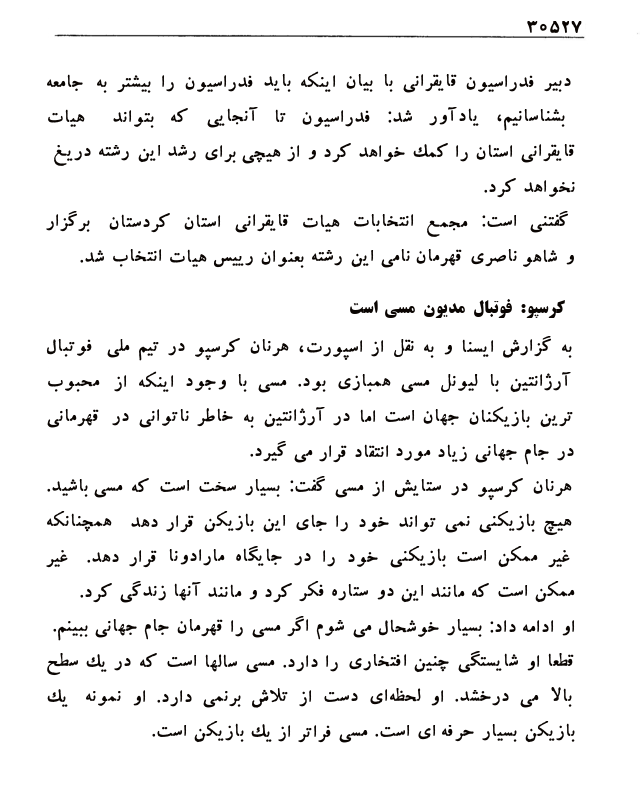 ۳۰۵۲۷
دبیر فدراسیون قایقرانی با بیان اینکه باید فدراسیون را بیشتر به جامعه
بشناسانیم، یادآور شد: فدراسیون تا آنجایی که بتواند هیات
قایقرانی استان را کمك خواهد کرد و از هیچی برای رشد این رشته دریغ
نخواهد کرد.
گفتنی است: مجمع انتخابات هیات قایقرانی استان کردستان برگزار
و شاهو ناصری قهرمان نامی این رشته بعنوان رییس هیات انتخاب شد.
کرسپو: فوتبال مدیون مسی است
به گزارش ایسنا و به نقل از اسپورت، هرنان کرسپو در تیم ملی فوتبال
آرژانتین با لیونل مسی همبازی بود. مسی با وجود اینکه از محبوب
ترین بازیکنان جهان است اما در آرژانتین به خاطر ناتوانی در قهرمانی
در جام جهانی زیاد مورد انتقاد قرار می گیرد.
هرنان کرسپو در ستایش از مسی گفت: بسیار سخت است که مسی باشید.
هیچ بازیکنی نمی تواند خود را جای این بازیکن قرار دهد همچنانکه
غیر ممکن است بازیکنی خود را در جایگاه مارادونا قرار دهد. غیر
ممکن است که مانند این دو ستاره فکر کرد و مانند آنها زندگی کرد.
او ادامه داد: بسیار خوشحال می شوم اگر مسی را قهرمان جام جهانی ببینم.
قطعا او شایستگی چنین افتخاری را دارد. مسی سالها است که در يك سطح
بالا می درخشد. او لحظه‌ای دست از تلاش برنمی دارد. او نمونه يك
بازیکن بسیار حرفه ای است. مسی فراتر از يك بازیکن است.